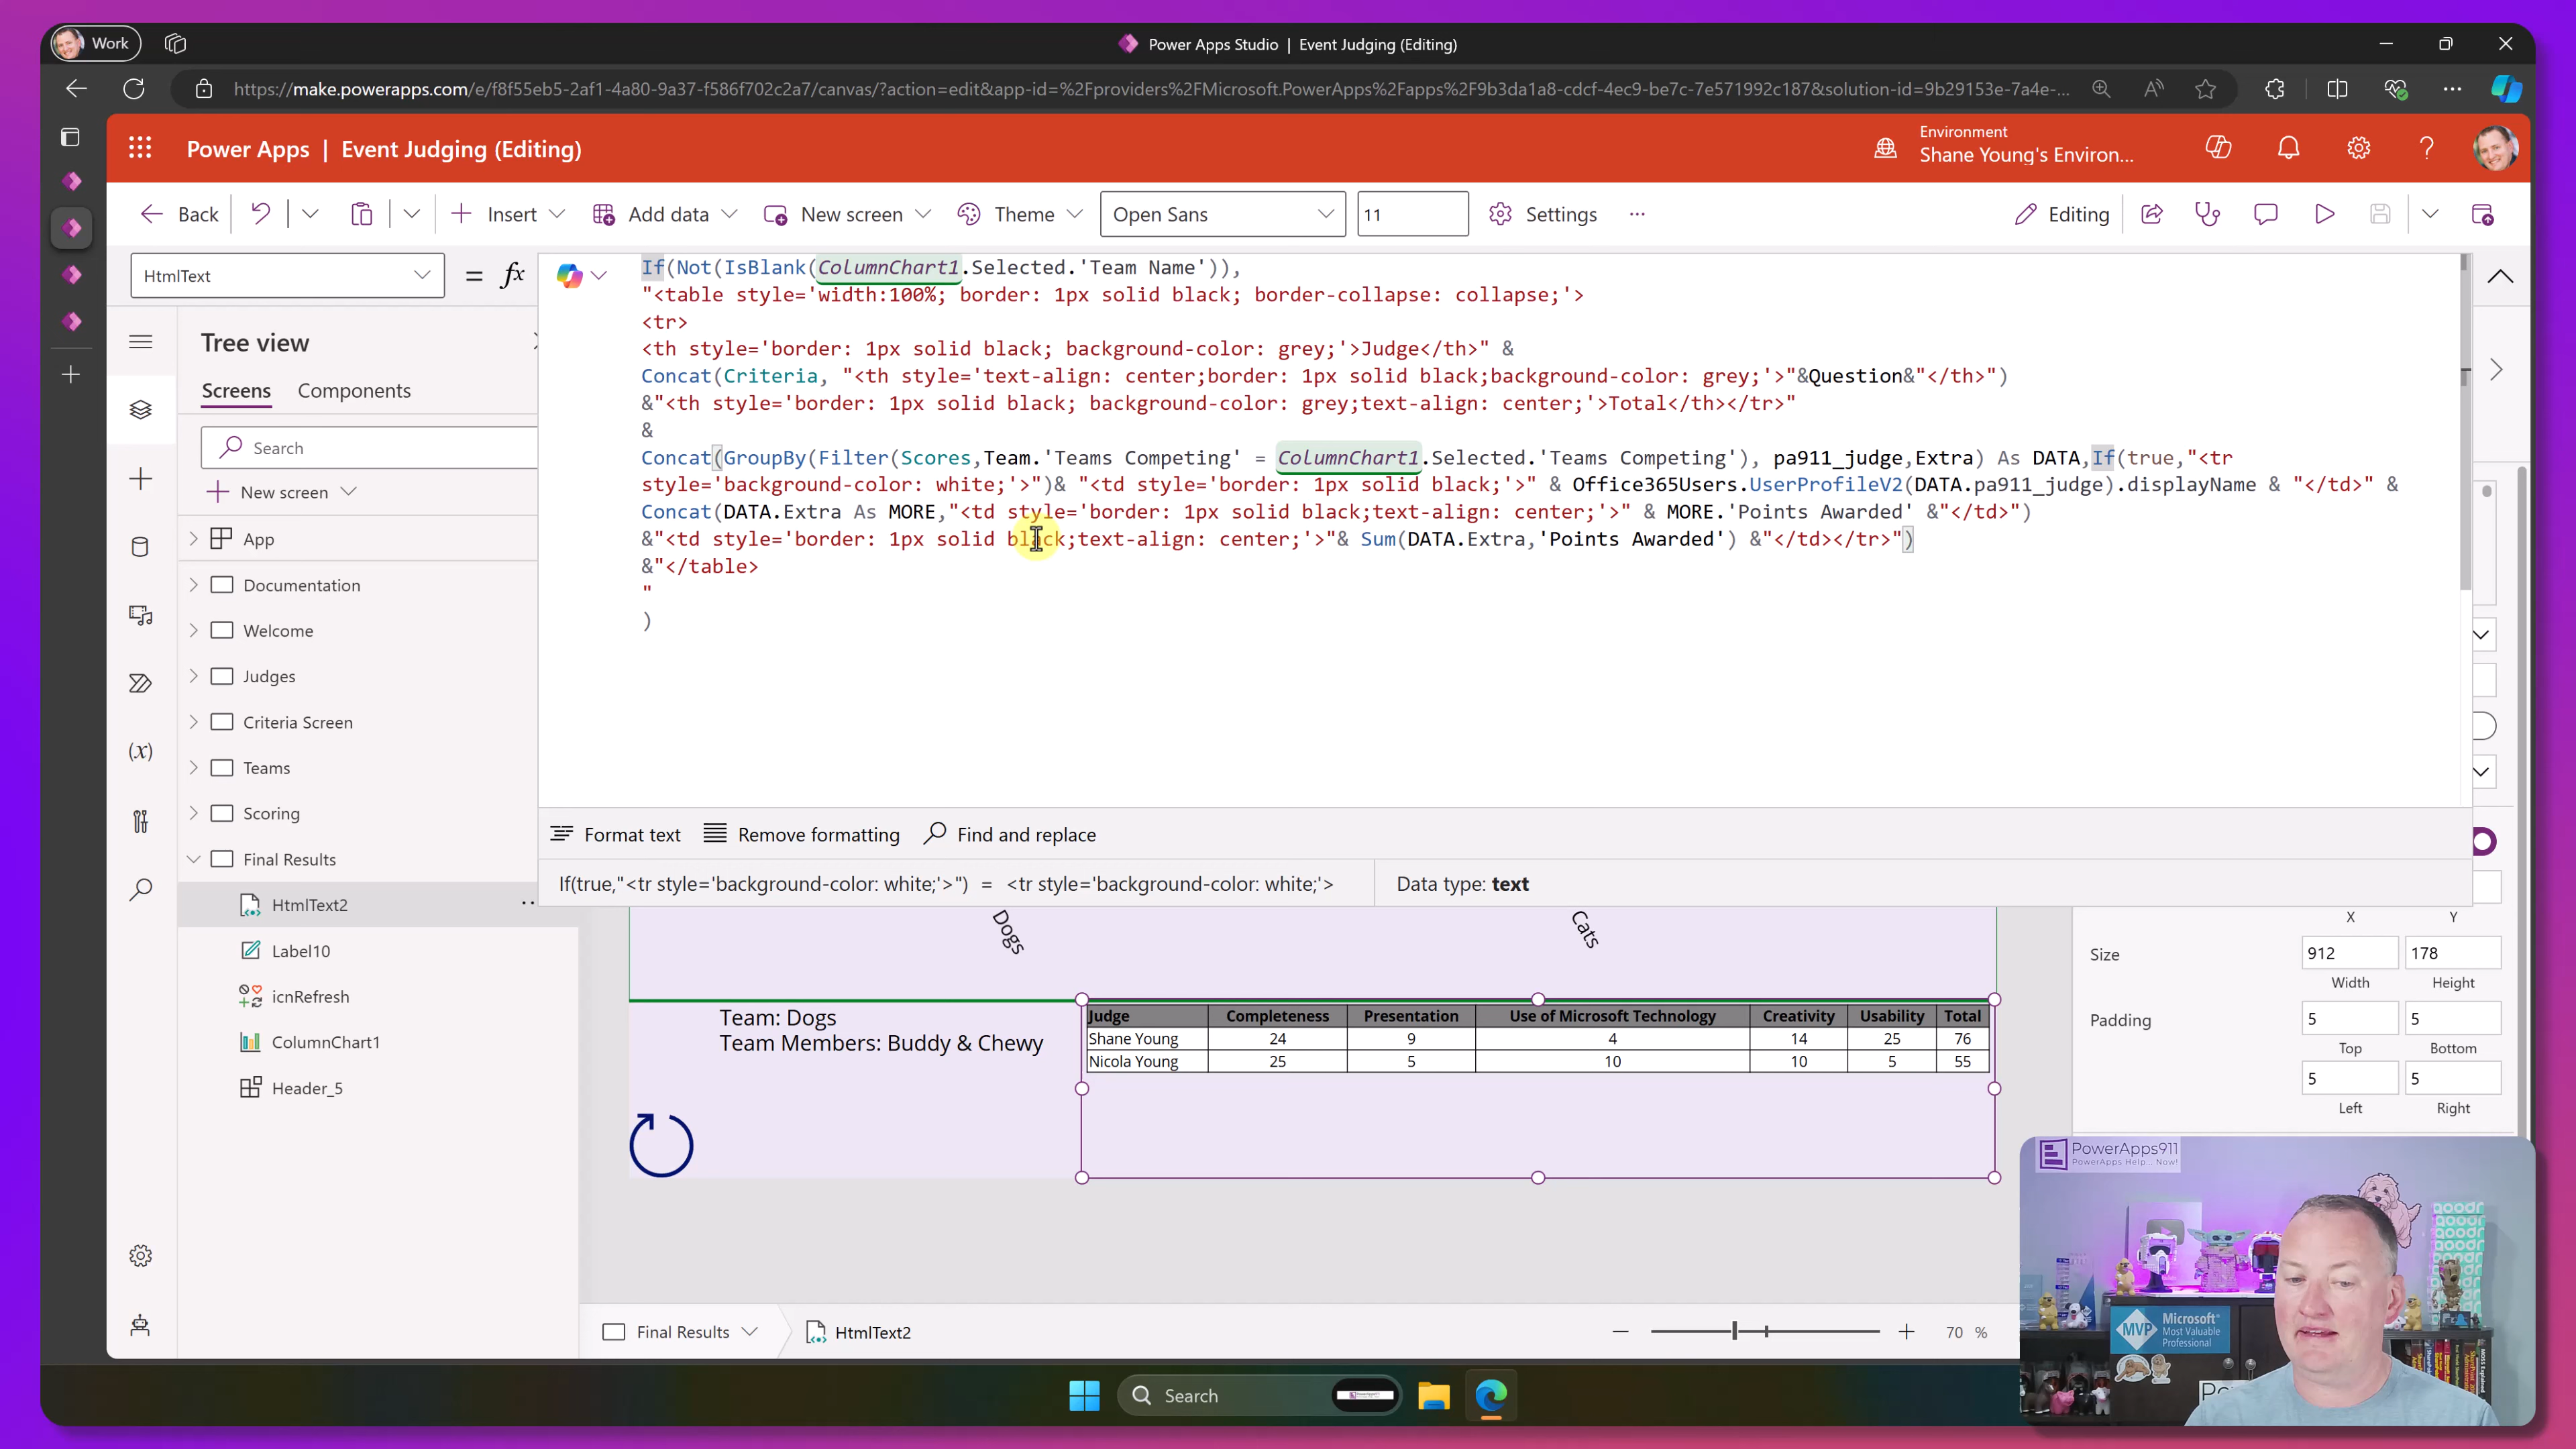 Work
Power Apps Studio | Event Judging (Editing)
https://make.powerapps.com/e/f8f55eb5-2af1-4a80-9a37-f586f702c2a7/canvas/?action=edit&app-id=%2Fproviders%2FMicrosoft.PowerApps%2Fapps%2F9b3da1a8-cdcf-4ec9-be7c-7e571992c187&solution-id=9b29153e-7a4e-...
Power Apps | Event Judging (Editing)
Environment
Shane Young's Environ...
Back
Insert
Add data
New screen
Theme
Open Sans
11
Settings
Editing
HtmlText
= fx
If(Not(IsBlank(ColumnChart1.Selected.'Team Name')),
"<table style='width:100%; border: 1px solid black; border-collapse: collapse;'>
<tr>
<th style='border: 1px solid black; background-color: grey;'>Judge</th>" &
Concat(Criteria, "<th style='text-align: center;border: 1px solid black;background-color: grey;'>"&Question&"</th>")
&"<th style='border: 1px solid black; background-color: grey;text-align: center;'>Total</th></tr>"
&
Concat(GroupBy(Filter(Scores,Team.'Teams Competing' = ColumnChart1.Selected.'Teams Competing'), pa911_judge,Extra) As DATA,If(true,"<tr
style='background-color: white;'>")& "<td style='border: 1px solid black;'>" & Office365Users.UserProfileV2(DATA.pa911_judge).displayName & "</td>" &
Concat(DATA.Extra As MORE,"<td style='border: 1px solid black;text-align: center;'>" & MORE.'Points Awarded' &"</td>")
&"<td style='border: 1px solid black;text-align: center;'>"& Sum(DATA.Extra,'Points Awarded') &"</td></tr>")
&"</table>
"
)
Format text
Remove formatting
Find and replace
If(true,"<tr style='background-color: white;'>") = <tr style='background-color: white;'>
Data type: text
Tree view
Screens
Components
Search
New screen
App
Documentation
Welcome
Judges
Criteria Screen
Teams
Scoring
Final Results
HtmlText2
Label10
icnRefresh
ColumnChart1
Header_5
Dogs
Cats
Team: Dogs
Team Members: Buddy & Chewy
Judge Completeness Presentation Use of Microsoft Technology Creativity Usability Total
Shane Young 24 9 4 14 25 76
Nicola Young 25 5 10 10 5 55
X
Y
Size
912
178
Width
Height
Padding
5
5
Top
Bottom
5
5
Left
Right
Final Results
HtmlText2
70 %
PowerApps911
PowerApps Help... Now!
Microsoft
MVP
Most Valuable
Professional
Search